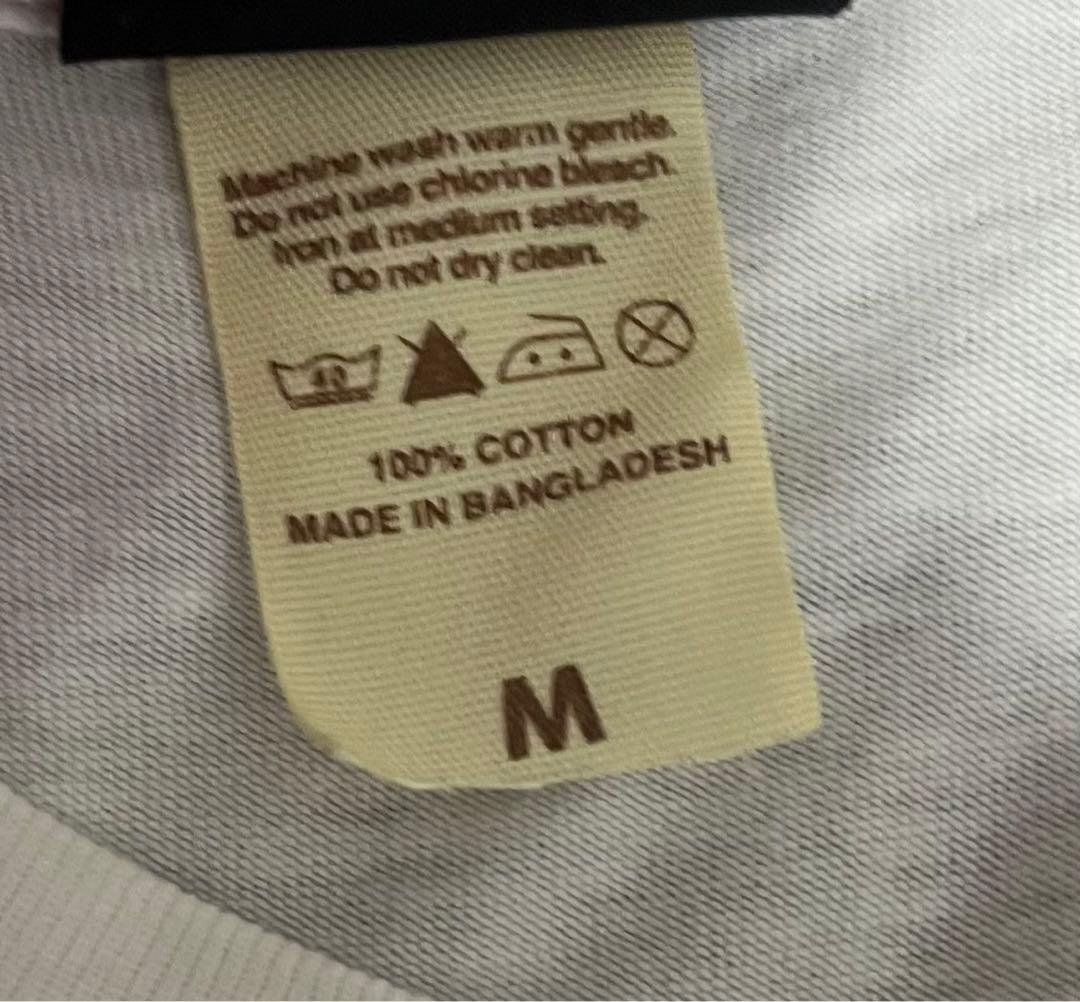 Machine wash warm gentle.
Do not use chlorine bleach.
Iron at medium setting.
Do not dry clean.
40
100% COTTON
MADE IN BANGLADESH
M